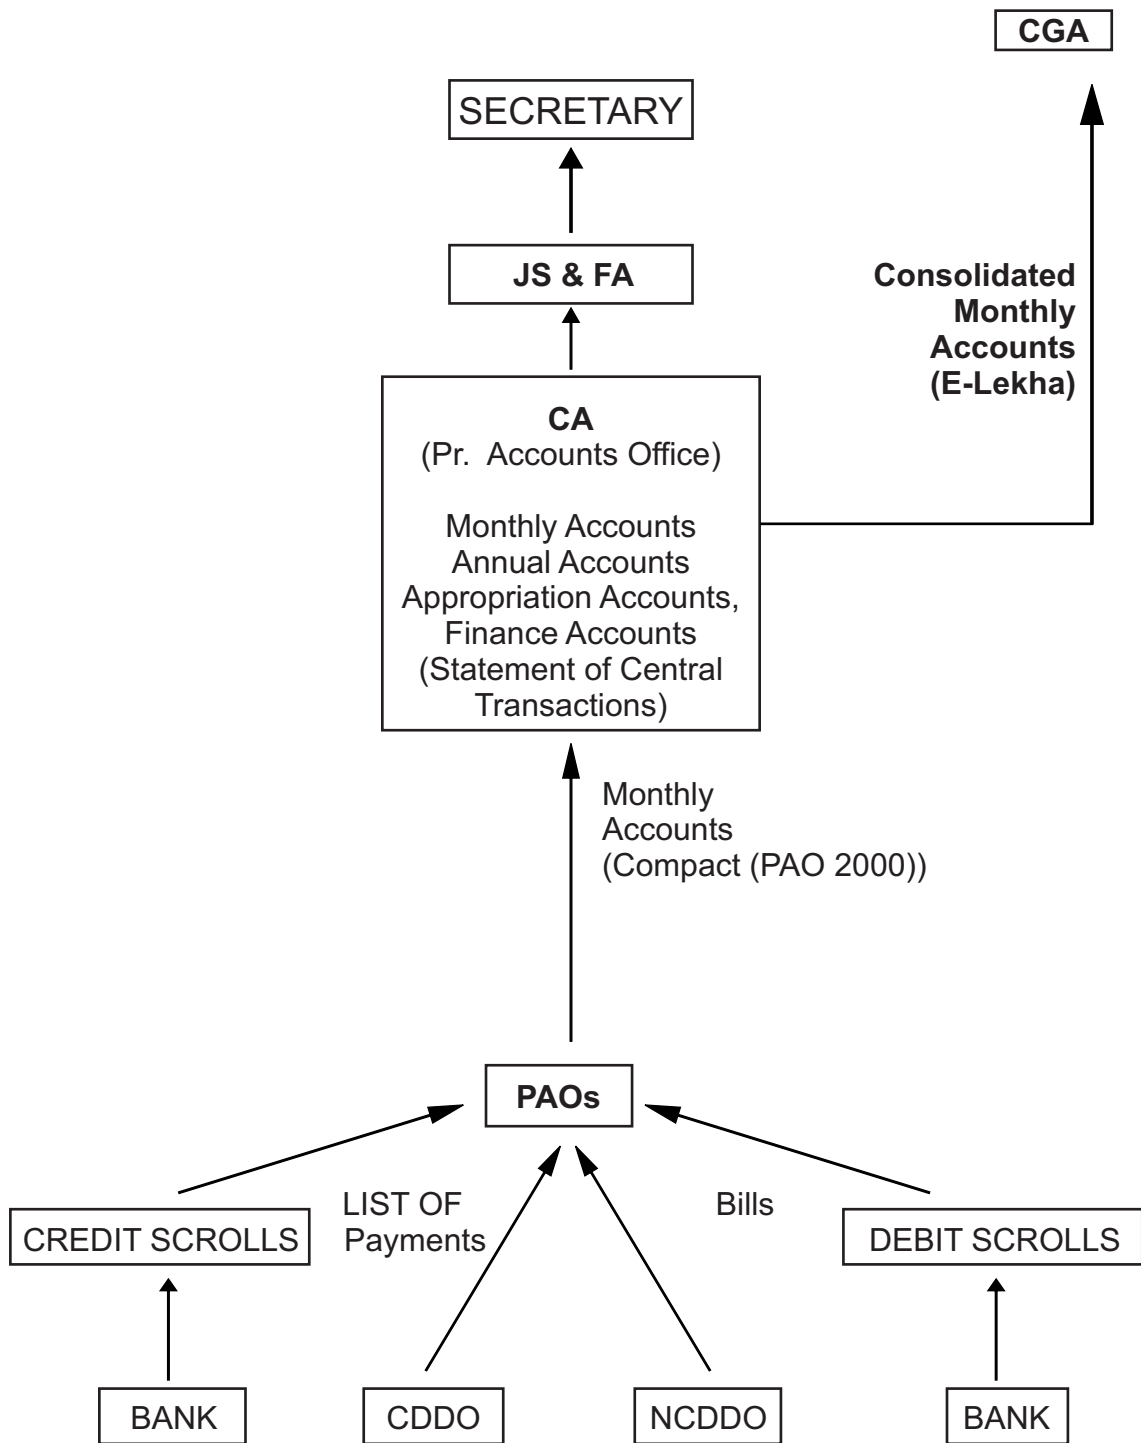 CGA
SECRETARY
JS & FA
Consolidated
Monthly
Accounts
(E-Lekha)
CA
(Pr. Accounts Office)
Monthly Accounts
Annual Accounts
Appropriation Accounts,
Finance Accounts
(Statement of Central
Transactions)
Monthly
Accounts
(Compact (PAO 2000))
PAOs
LIST OF
Payments
Bills
CREDIT SCROLLS
DEBIT SCROLLS
BANK
CDDO
NCDDO
BANK